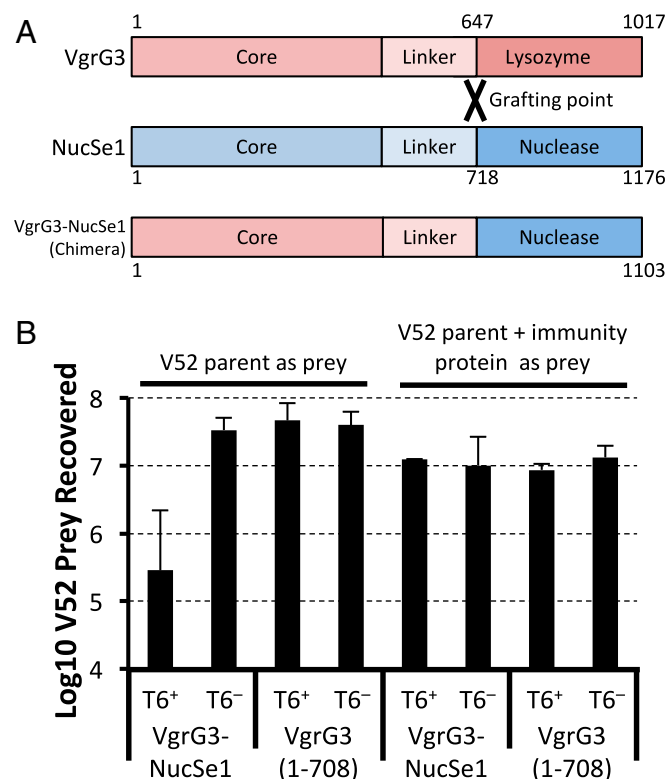 A
1 647 1017
VgrG3 Core Linker Lysozyme
Grafting point
NucSe1 Core Linker Nuclease
1 718 1176
VgrG3-NucSe1
(Chimera)
Core Linker Nuclease
1 1103
B
V52 parent as prey
V52 parent + immunity
protein as prey
Log10 V52 Prey Recovered
8
7
6
5
4
T6⁺ T6⁻ T6⁺ T6⁻ T6⁺ T6⁻ T6⁺ T6⁻
VgrG3- VgrG3 VgrG3- VgrG3
NucSe1 (1-708) NucSe1 (1-708)